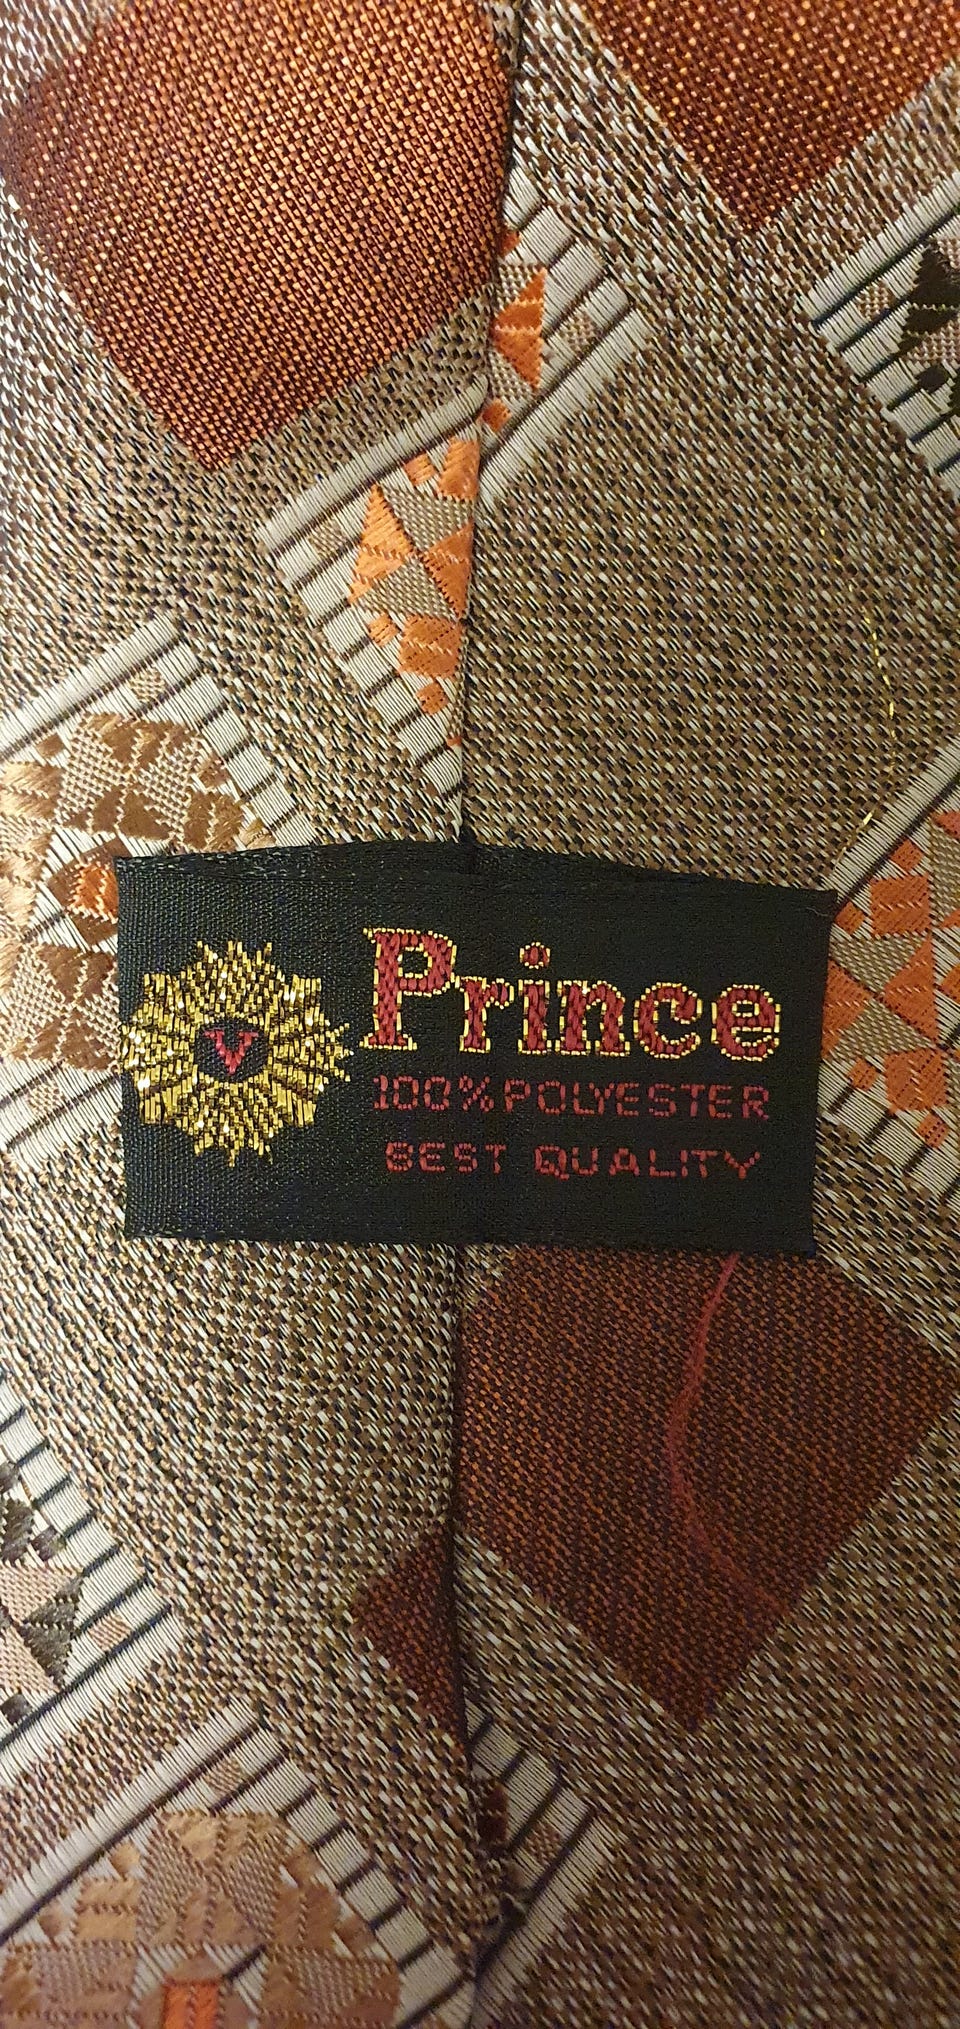 V
Prince
100% POLYESTER
BEST QUALITY